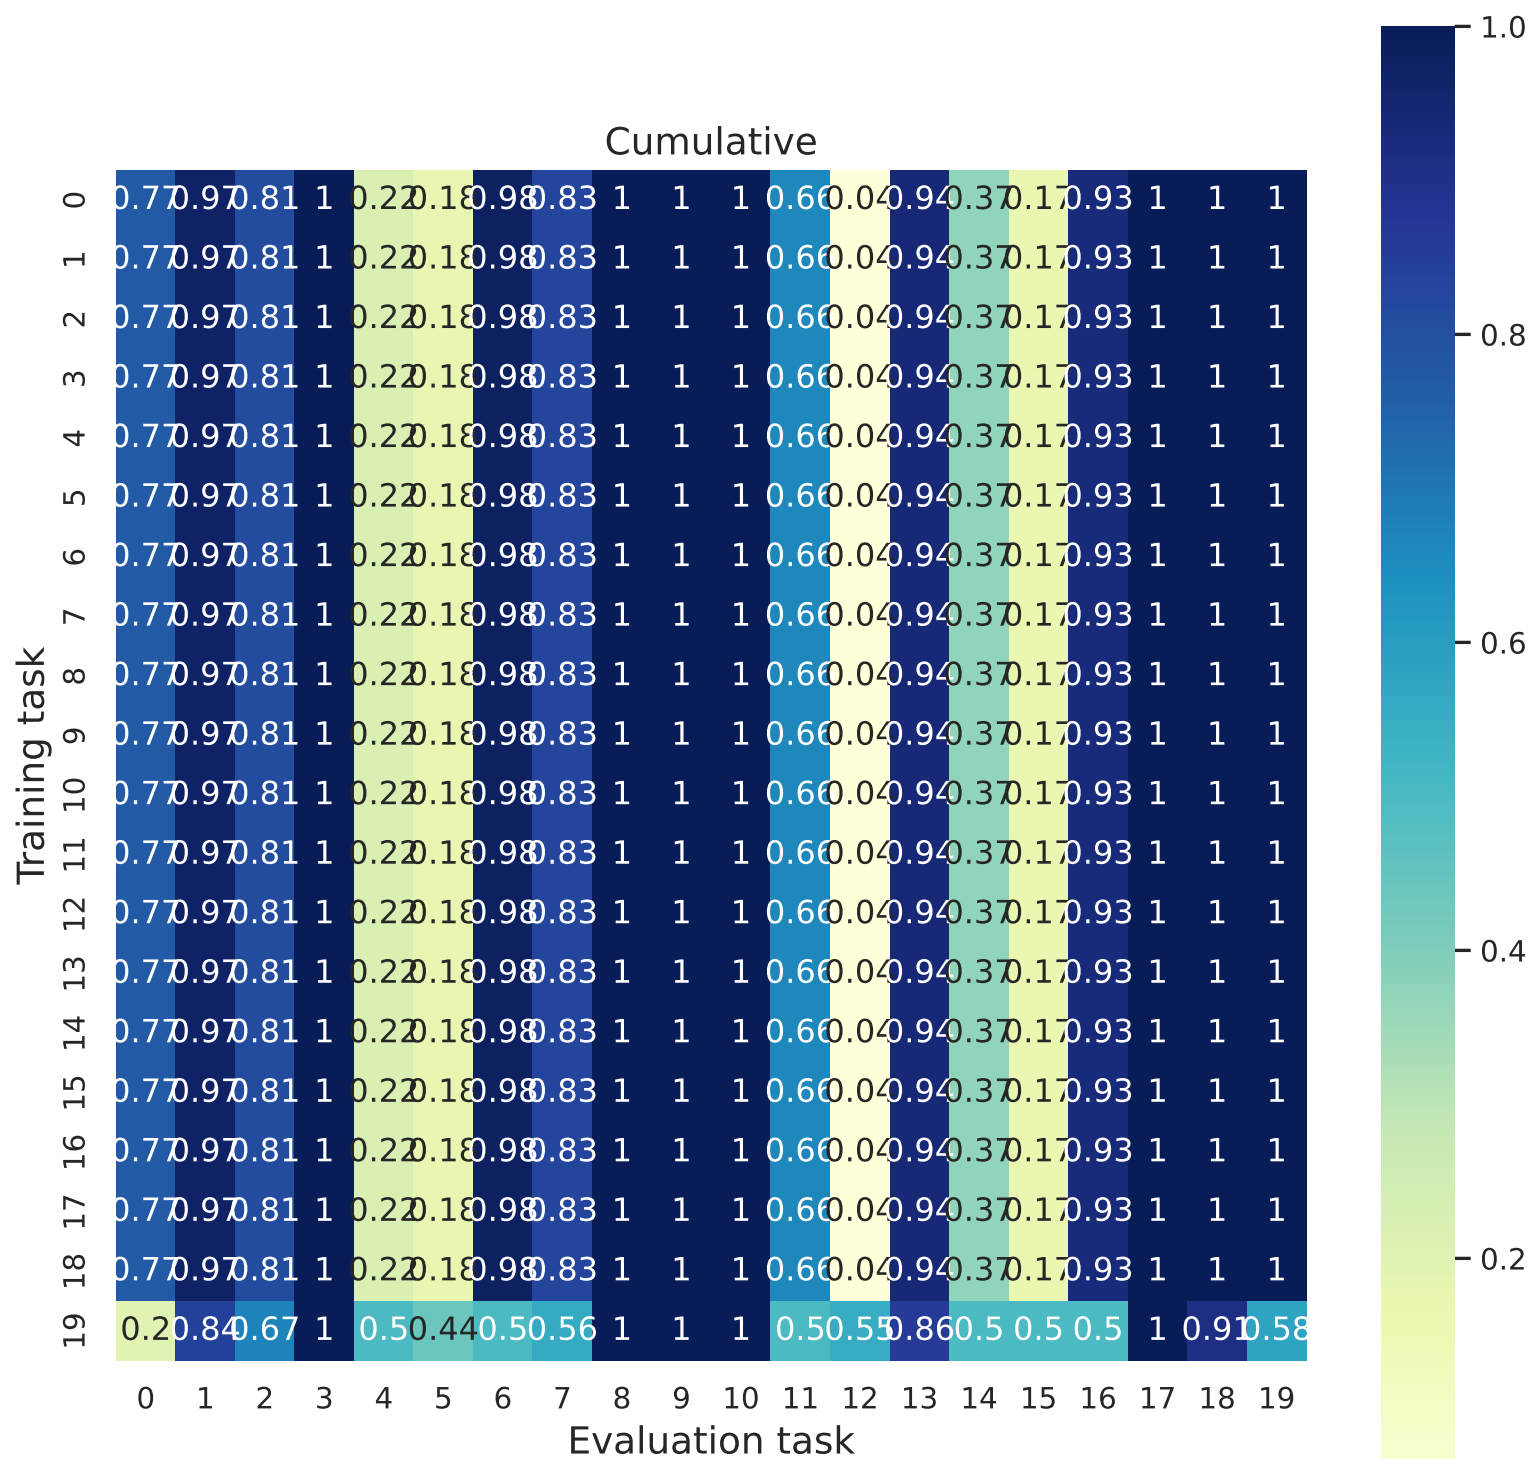 Cumulative
Training task
0 0.77 0.97 0.81 1 0.22 0.18 0.98 0.83 1 1 1 0.66 0.04 0.94 0.37 0.17 0.93 1 1 1
1 0.77 0.97 0.81 1 0.22 0.18 0.98 0.83 1 1 1 0.66 0.04 0.94 0.37 0.17 0.93 1 1 1
2 0.77 0.97 0.81 1 0.22 0.18 0.98 0.83 1 1 1 0.66 0.04 0.94 0.37 0.17 0.93 1 1 1
3 0.77 0.97 0.81 1 0.22 0.18 0.98 0.83 1 1 1 0.66 0.04 0.94 0.37 0.17 0.93 1 1 1
4 0.77 0.97 0.81 1 0.22 0.18 0.98 0.83 1 1 1 0.66 0.04 0.94 0.37 0.17 0.93 1 1 1
5 0.77 0.97 0.81 1 0.22 0.18 0.98 0.83 1 1 1 0.66 0.04 0.94 0.37 0.17 0.93 1 1 1
6 0.77 0.97 0.81 1 0.22 0.18 0.98 0.83 1 1 1 0.66 0.04 0.94 0.37 0.17 0.93 1 1 1
7 0.77 0.97 0.81 1 0.22 0.18 0.98 0.83 1 1 1 0.66 0.04 0.94 0.37 0.17 0.93 1 1 1
8 0.77 0.97 0.81 1 0.22 0.18 0.98 0.83 1 1 1 0.66 0.04 0.94 0.37 0.17 0.93 1 1 1
9 0.77 0.97 0.81 1 0.22 0.18 0.98 0.83 1 1 1 0.66 0.04 0.94 0.37 0.17 0.93 1 1 1
10 0.77 0.97 0.81 1 0.22 0.18 0.98 0.83 1 1 1 0.66 0.04 0.94 0.37 0.17 0.93 1 1 1
11 0.77 0.97 0.81 1 0.22 0.18 0.98 0.83 1 1 1 0.66 0.04 0.94 0.37 0.17 0.93 1 1 1
12 0.77 0.97 0.81 1 0.22 0.18 0.98 0.83 1 1 1 0.66 0.04 0.94 0.37 0.17 0.93 1 1 1
13 0.77 0.97 0.81 1 0.22 0.18 0.98 0.83 1 1 1 0.66 0.04 0.94 0.37 0.17 0.93 1 1 1
14 0.77 0.97 0.81 1 0.22 0.18 0.98 0.83 1 1 1 0.66 0.04 0.94 0.37 0.17 0.93 1 1 1
15 0.77 0.97 0.81 1 0.22 0.18 0.98 0.83 1 1 1 0.66 0.04 0.94 0.37 0.17 0.93 1 1 1
16 0.77 0.97 0.81 1 0.22 0.18 0.98 0.83 1 1 1 0.66 0.04 0.94 0.37 0.17 0.93 1 1 1
17 0.77 0.97 0.81 1 0.22 0.18 0.98 0.83 1 1 1 0.66 0.04 0.94 0.37 0.17 0.93 1 1 1
18 0.77 0.97 0.81 1 0.22 0.18 0.98 0.83 1 1 1 0.66 0.04 0.94 0.37 0.17 0.93 1 1 1
19 0.2 0.84 0.67 1 0.5 0.44 0.5 0.56 1 1 1 0.5 0.55 0.86 0.5 0.5 0.5 1 0.91 0.58
0 1 2 3 4 5 6 7 8 9 10 11 12 13 14 15 16 17 18 19
Evaluation task
1.0
0.8
0.6
0.4
0.2